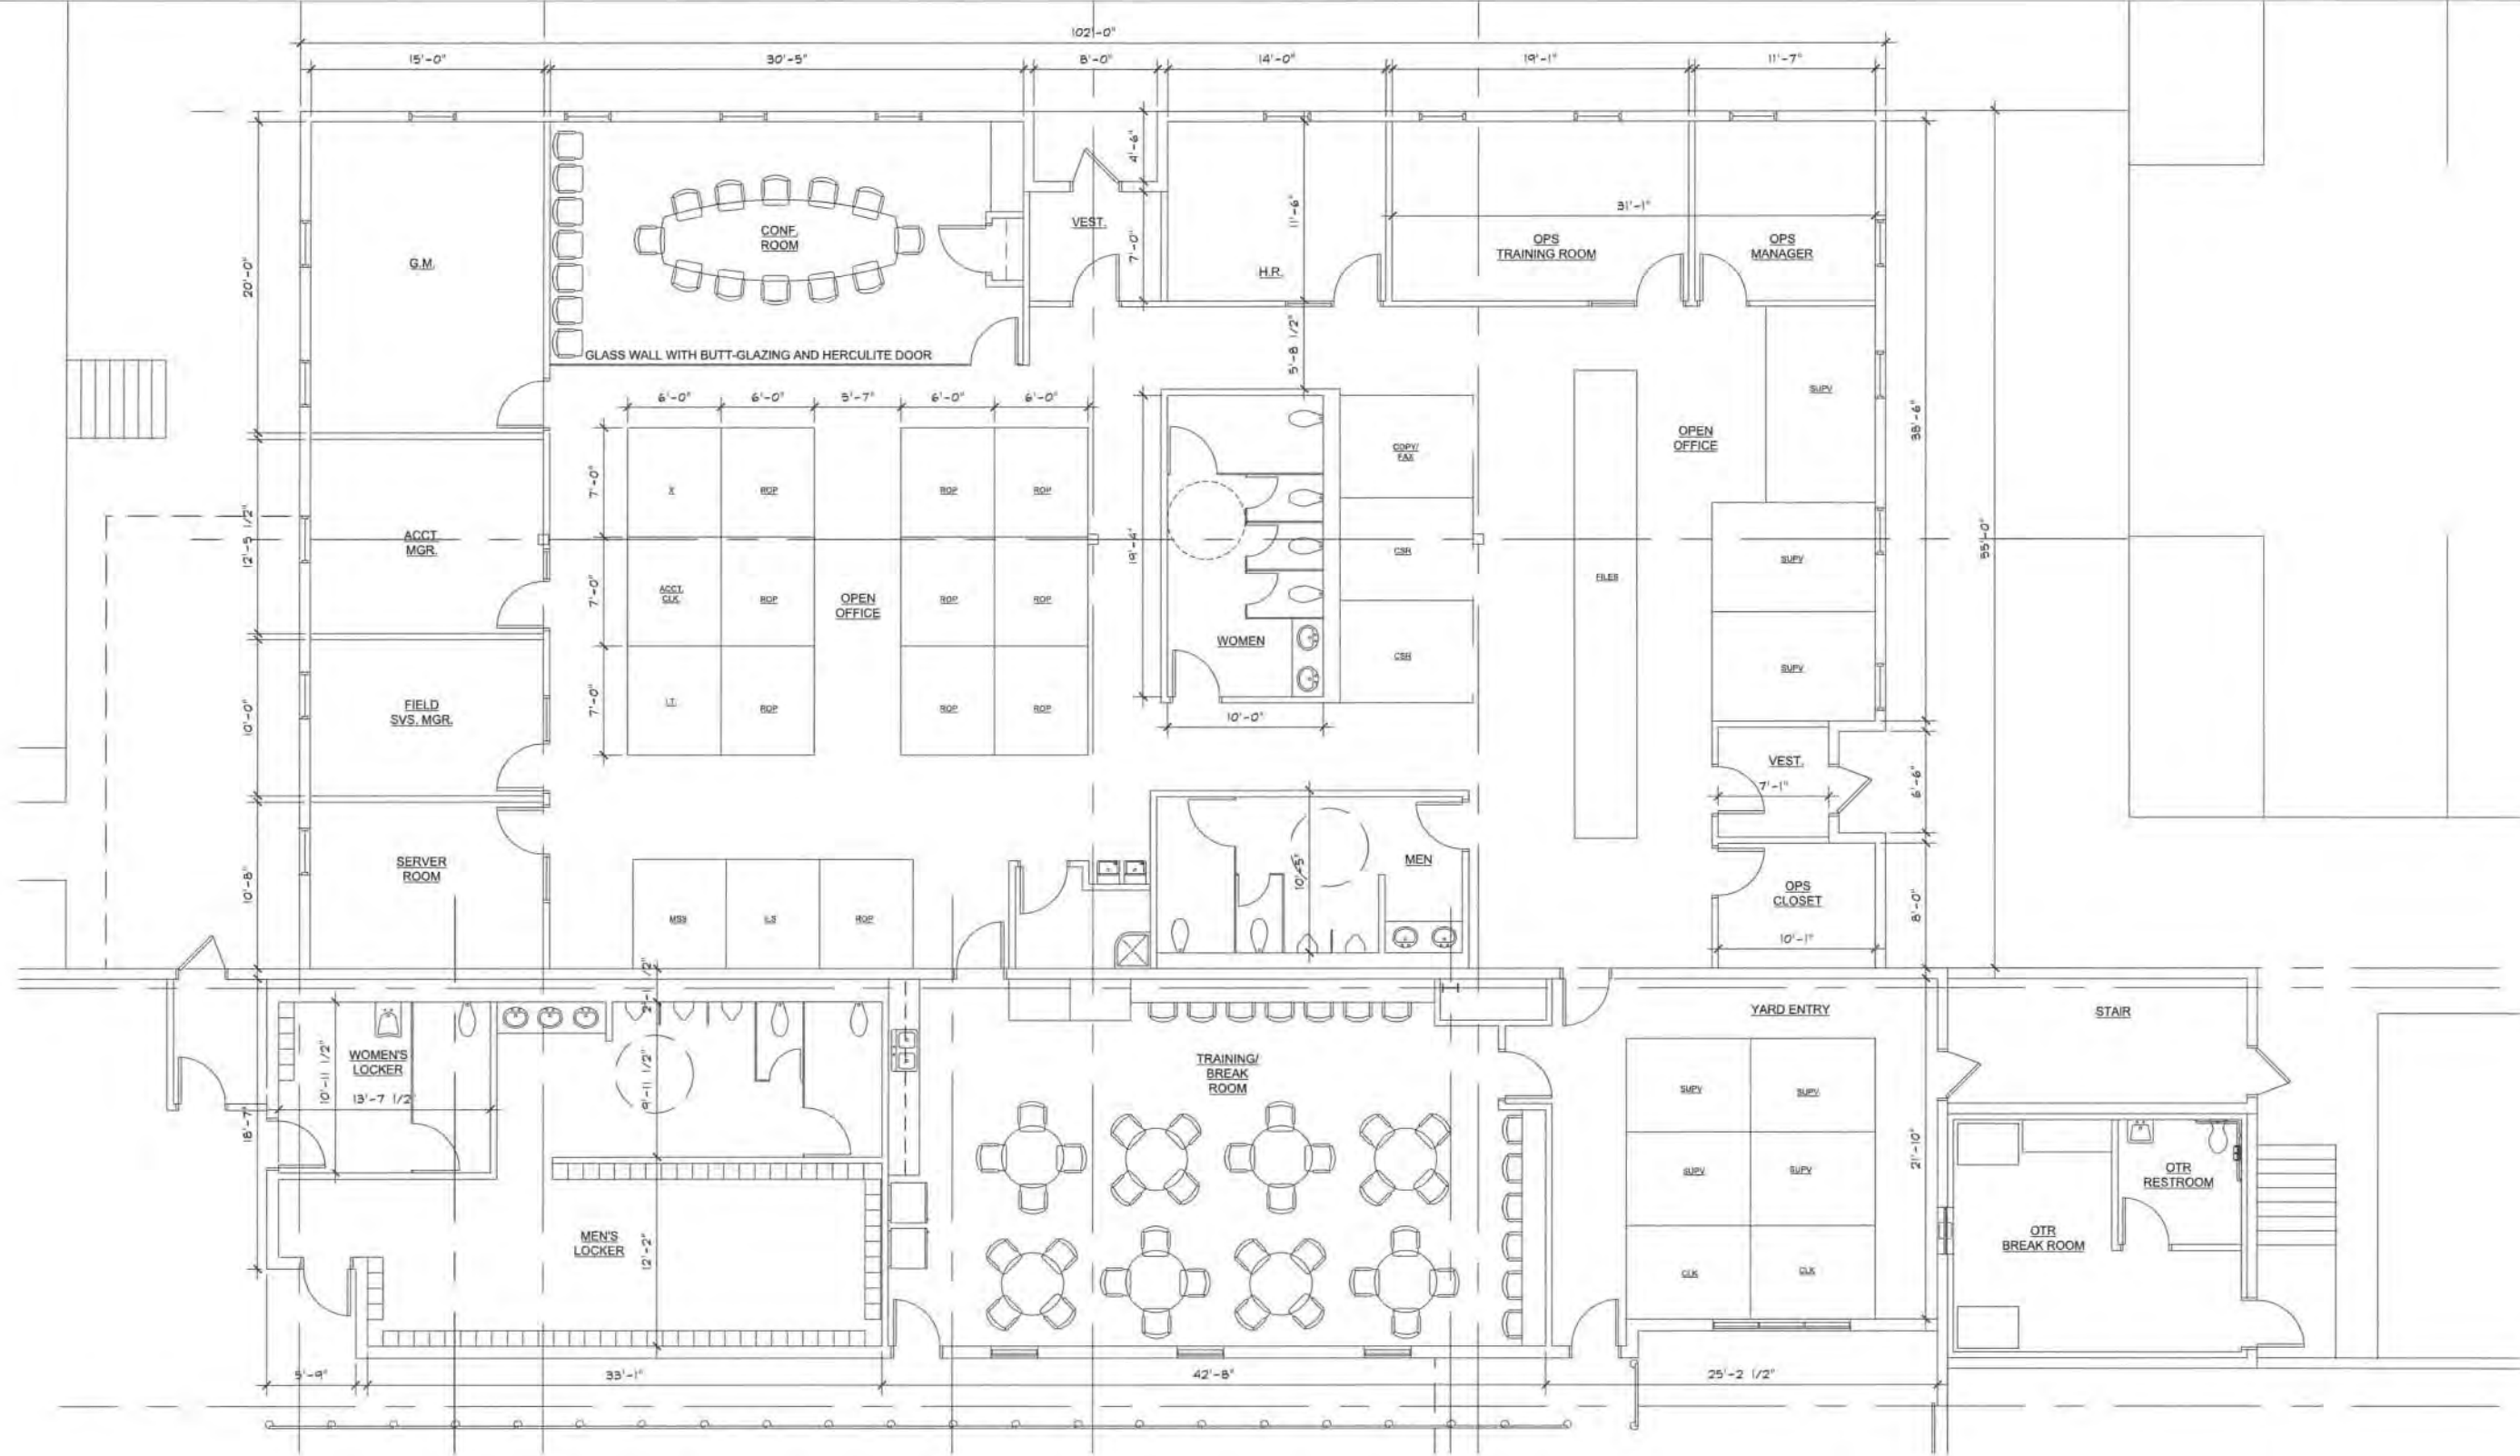 102'-0"
15'-0"
30'-5"
8'-0"
14'-0"
19'-1"
11'-7"
4'-6"
20'-0"
G.M.
CONF.
ROOM
VEST.
7'-0"
11'-6"
H.R.
31'-1"
OPS
TRAINING ROOM
OPS
MANAGER
GLASS WALL WITH BUTT-GLAZING AND HERCULITE DOOR
5'-8 1/2"
6'-0"
6'-0"
5'-7"
6'-0"
6'-0"
SUPV
38'-6"
OPEN
OFFICE
COPY/
FAX
7'-0"
X
ROP
ROP
ROP
12'-5 1/2"
ACCT.
MGR.
19'-4"
CSR
SUPV
55'-0"
FILES
7'-0"
ACCT.
CLK
ROP
OPEN
OFFICE
ROP
ROP
WOMEN
CSR
SUPV
10'-0"
FIELD
SVS. MGR.
7'-0"
I.T.
ROP
ROP
ROP
10'-0"
VEST.
7'-1"
6'-6"
10'-8"
SERVER
ROOM
10'-5"
MEN
OPS
CLOSET
8'-0"
10'-1"
MSS
ILS
ROP
2'-1 1/2"
YARD ENTRY
STAIR
10'-11 1/2"
WOMEN'S
LOCKER
13'-7 1/2"
9'-11 1/2"
TRAINING/
BREAK
ROOM
SUPV
SUPV
18'-7"
21'-10"
SUPV
SUPV
OTR
RESTROOM
MEN'S
LOCKER
12'-2"
OTR
BREAK ROOM
CLK
CLK
5'-9"
33'-1"
42'-8"
25'-2 1/2"